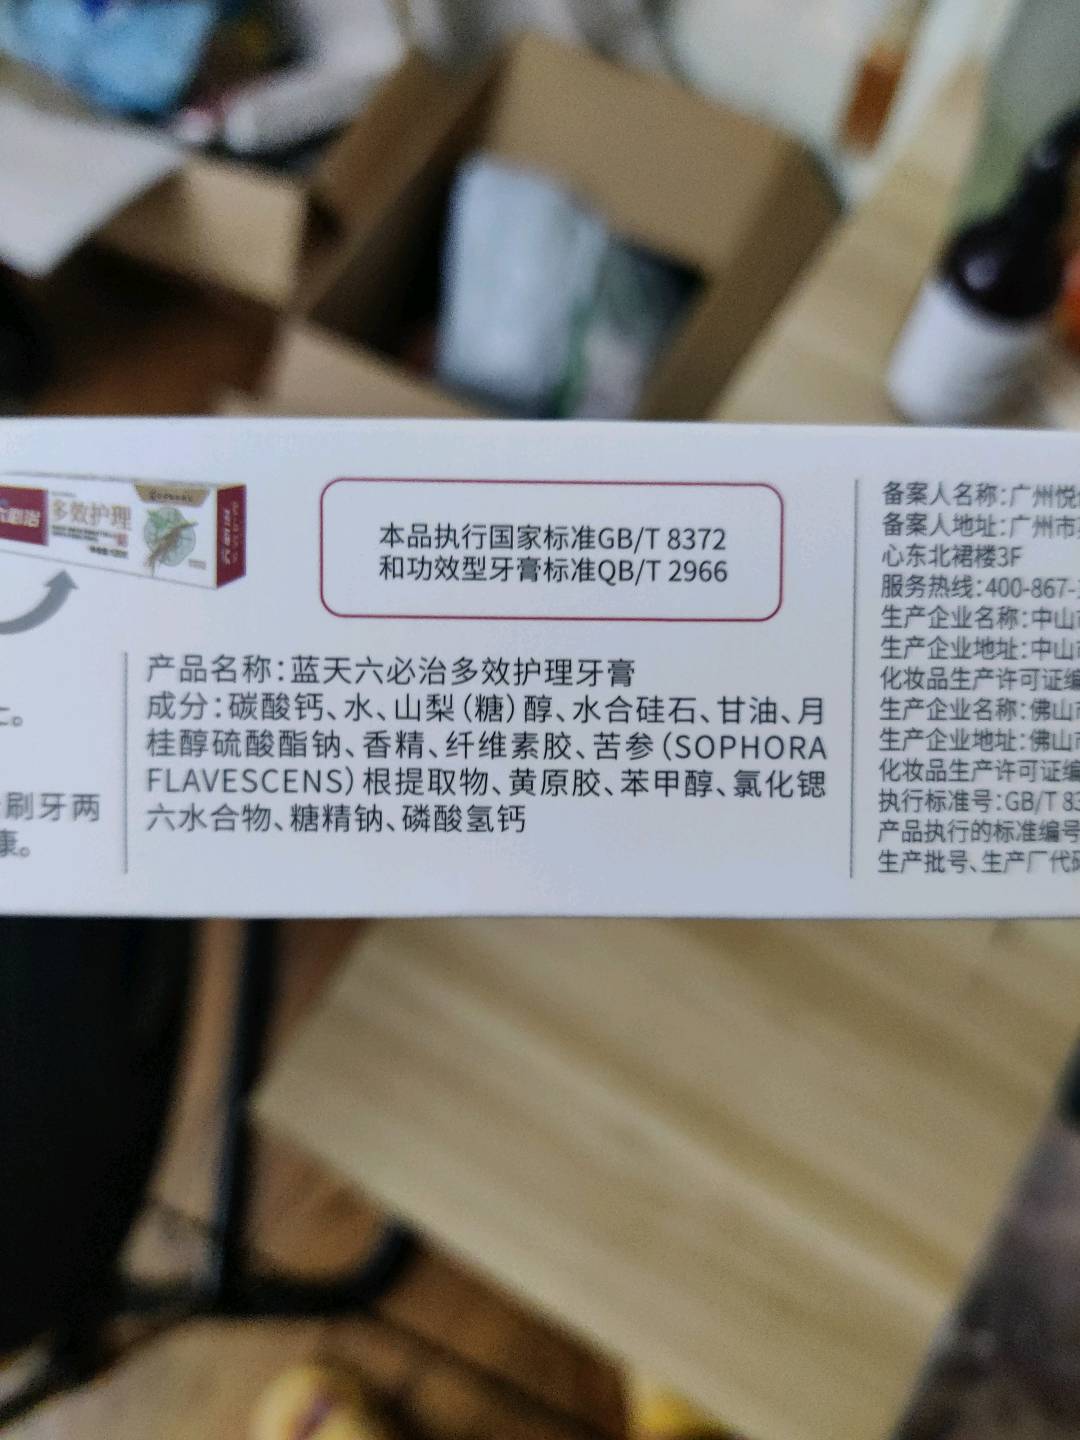 多效护理
本品执行国家标准GB/T 8372
和功效型牙膏标准QB/T 2966
产品名称:蓝天六必治多效护理牙膏
成分:碳酸钙、水、山梨(糖)醇、水合硅石、甘油、月
桂醇硫酸酯钠、香精、纤维素胶、苦参(SOPHORA
FLAVESCENS)根提取物、黄原胶、苯甲醇、氯化锶
六水合物、糖精钠、磷酸氢钙
刷牙两
康。
备案人名称:广州悦
备案人地址:广州市
心东北裙楼3F
服务热线:400-867-
生产企业名称:中山
生产企业地址:中山
化妆品生产许可证编
生产企业名称:佛山
生产企业地址:佛山
化妆品生产许可证编
执行标准号:GB/T 83
产品执行的标准编号
生产批号、生产厂代码